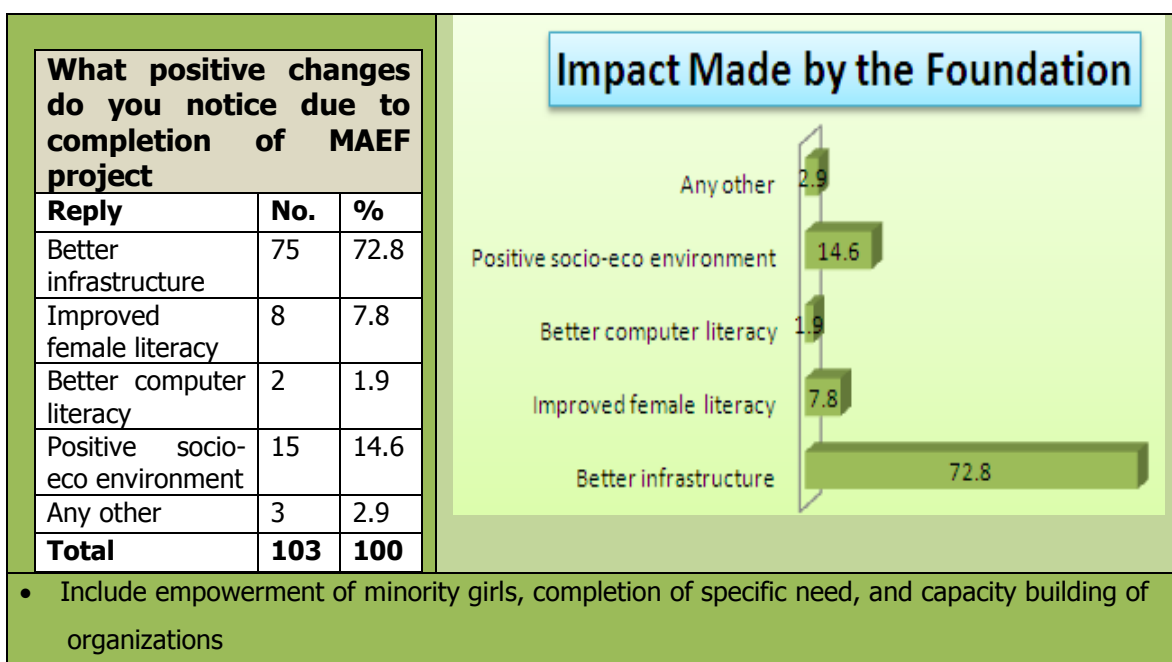 What positive changes
do you notice due to
completion of MAEF
project
Reply No. %
Better
infrastructure 75 72.8
Improved
female literacy 8 7.8
Better computer
literacy 2 1.9
Positive socio-
eco environment 15 14.6
Any other 3 2.9
Total 103 100
Impact Made by the Foundation
Any other 2.9
Positive socio-eco environment 14.6
Better computer literacy 1.9
Improved female literacy 7.8
Better infrastructure 72.8
• Include empowerment of minority girls, completion of specific need, and capacity building of
organizations